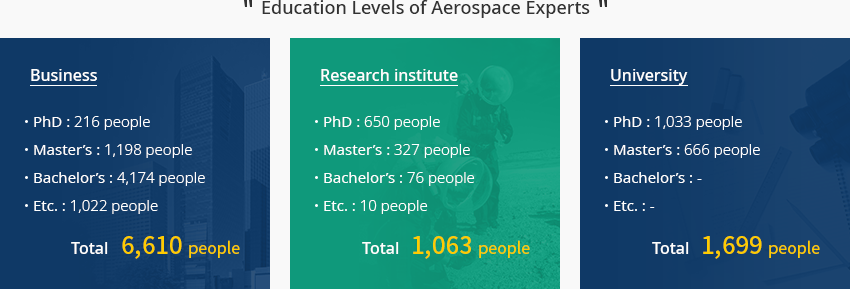 " Education Levels of Aerospace Experts "
Business
• PhD : 216 people
• Master's : 1,198 people
• Bachelor's : 4,174 people
• Etc. : 1,022 people
Total 6,610 people
Research institute
• PhD : 650 people
• Master's : 327 people
• Bachelor's : 76 people
• Etc. : 10 people
Total 1,063 people
University
• PhD : 1,033 people
• Master's : 666 people
• Bachelor's : -
• Etc. : -
Total 1,699 people